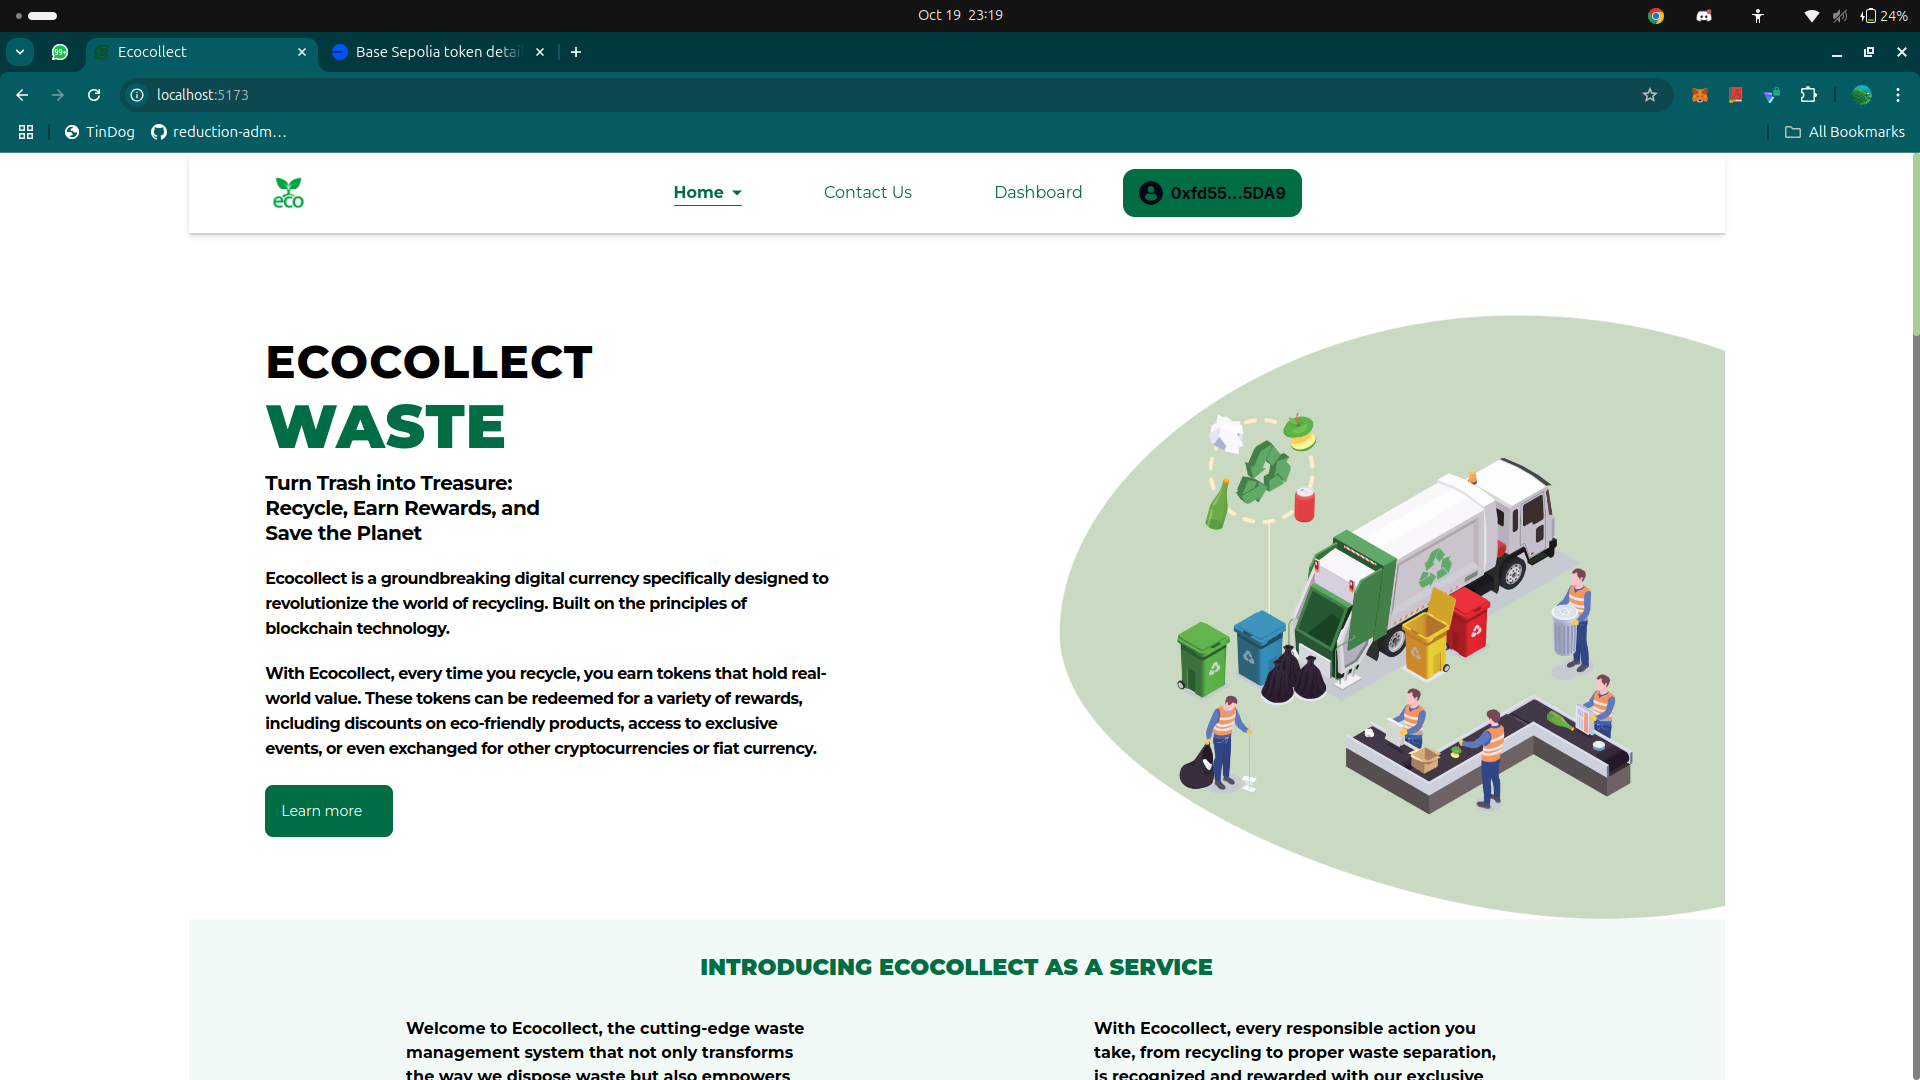 Oct 19 23:19
24%
99+
Ecocollect
Base Sepolia token detai
localhost:5173
TinDog
reduction-adm...
All Bookmarks
eco
Home
Contact Us
Dashboard
0xfd55...5DA9
ECOCOLLECT
WASTE
Turn Trash into Treasure:
Recycle, Earn Rewards, and
Save the Planet
Ecocollect is a groundbreaking digital currency specifically designed to
revolutionize the world of recycling. Built on the principles of
blockchain technology.
With Ecocollect, every time you recycle, you earn tokens that hold real-
world value. These tokens can be redeemed for a variety of rewards,
including discounts on eco-friendly products, access to exclusive
events, or even exchanged for other cryptocurrencies or fiat currency.
Learn more
INTRODUCING ECOCOLLECT AS A SERVICE
Welcome to Ecocollect, the cutting-edge waste
management system that not only transforms
the way we dispose waste but also empowers
With Ecocollect, every responsible action you
take, from recycling to proper waste separation,
is recognized and rewarded with our exclusive